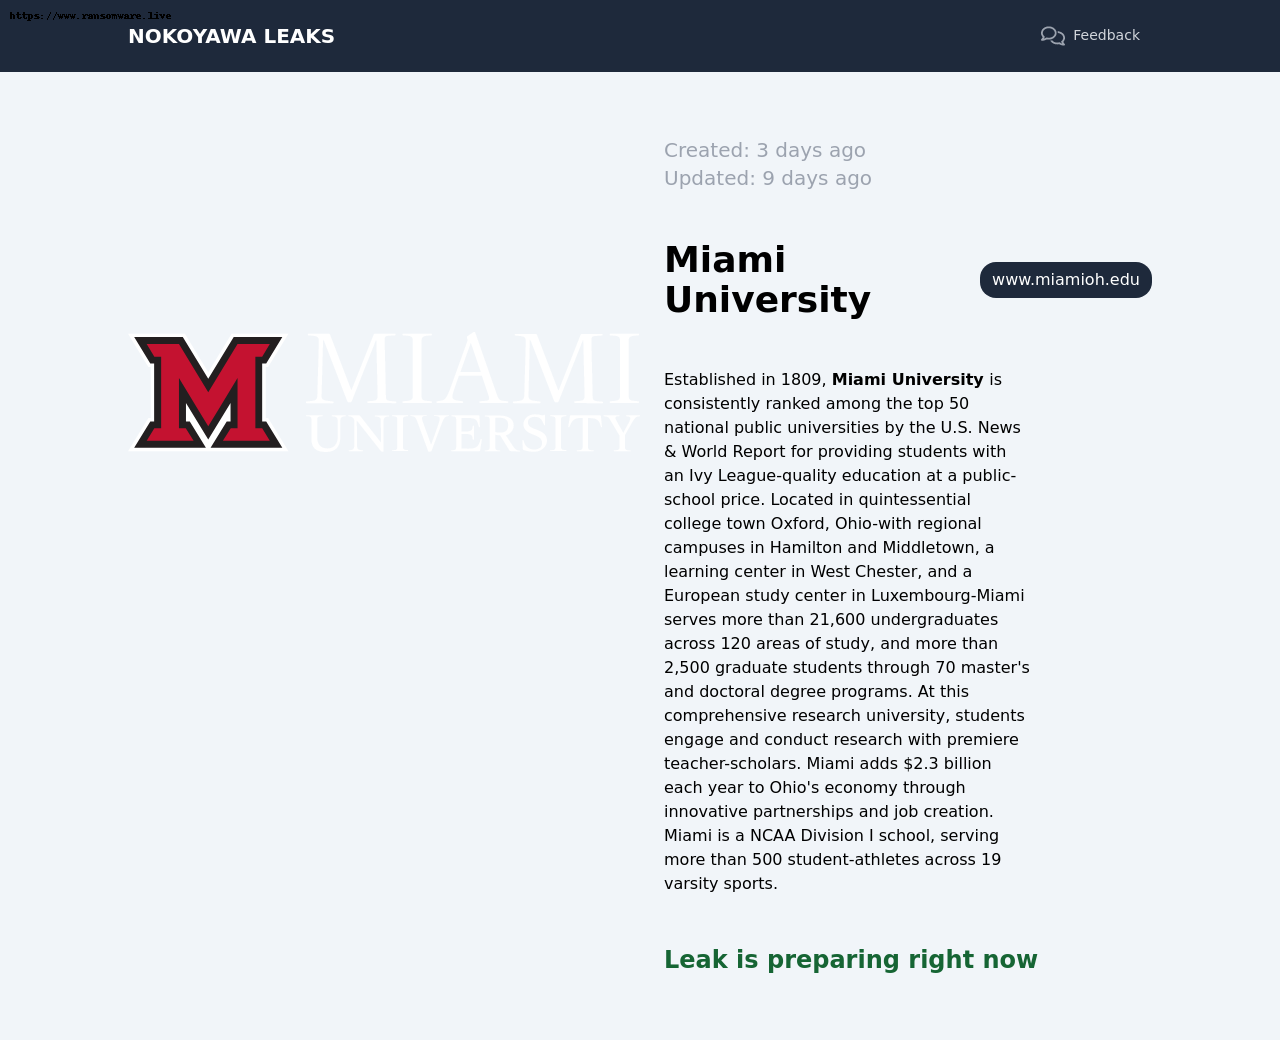 https://www.ransomware.live
NOKOYAWA LEAKS
Feedback
Created: 3 days ago
Updated: 9 days ago
MIAMI
UNIVERSITY
Miami
University
www.miamioh.edu
Established in 1809, Miami University is
consistently ranked among the top 50
national public universities by the U.S. News
& World Report for providing students with
an Ivy League-quality education at a public-
school price. Located in quintessential
college town Oxford, Ohio-with regional
campuses in Hamilton and Middletown, a
learning center in West Chester, and a
European study center in Luxembourg-Miami
serves more than 21,600 undergraduates
across 120 areas of study, and more than
2,500 graduate students through 70 master's
and doctoral degree programs. At this
comprehensive research university, students
engage and conduct research with premiere
teacher-scholars. Miami adds $2.3 billion
each year to Ohio's economy through
innovative partnerships and job creation.
Miami is a NCAA Division I school, serving
more than 500 student-athletes across 19
varsity sports.
Leak is preparing right now